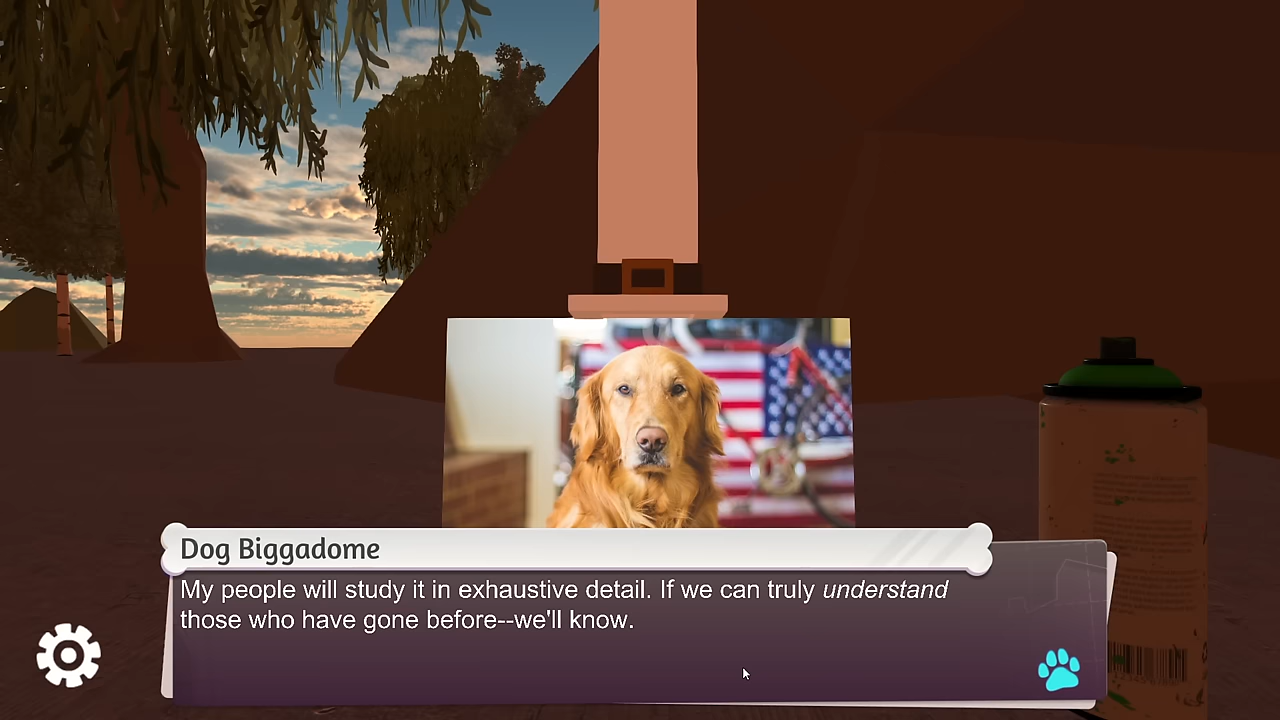 Dog Biggadome
My people will study it in exhaustive detail. If we can truly understand
those who have gone before--we'll know.